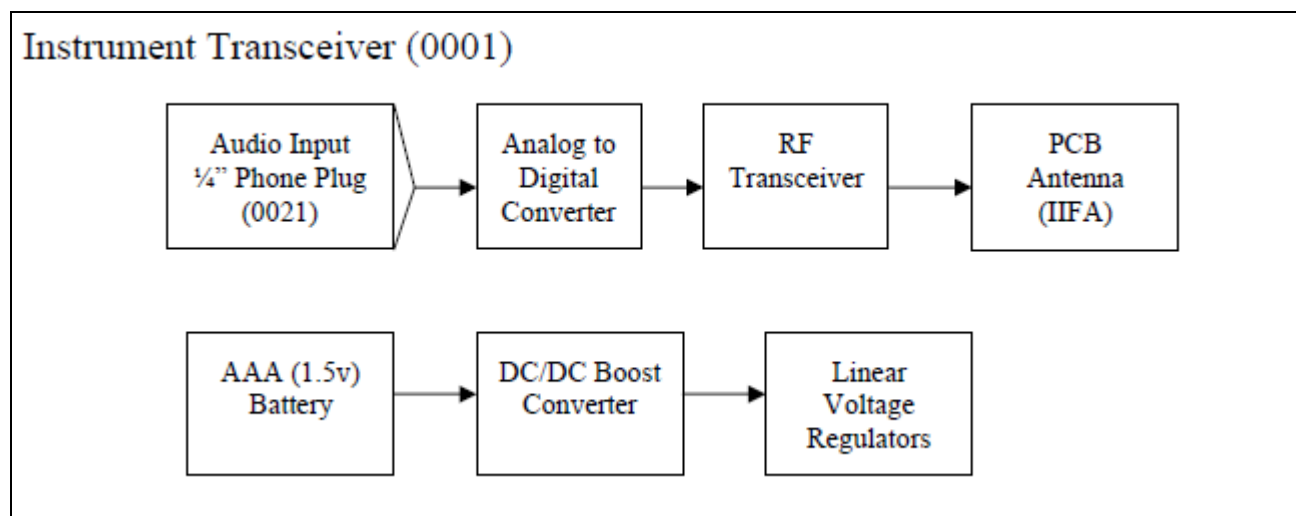 Instrument Transceiver (0001)
Audio Input
¼” Phone Plug
(0021)
Analog to
Digital
Converter
RF
Transceiver
PCB
Antenna
(IIFA)
AAA (1.5v)
Battery
DC/DC Boost
Converter
Linear
Voltage
Regulators